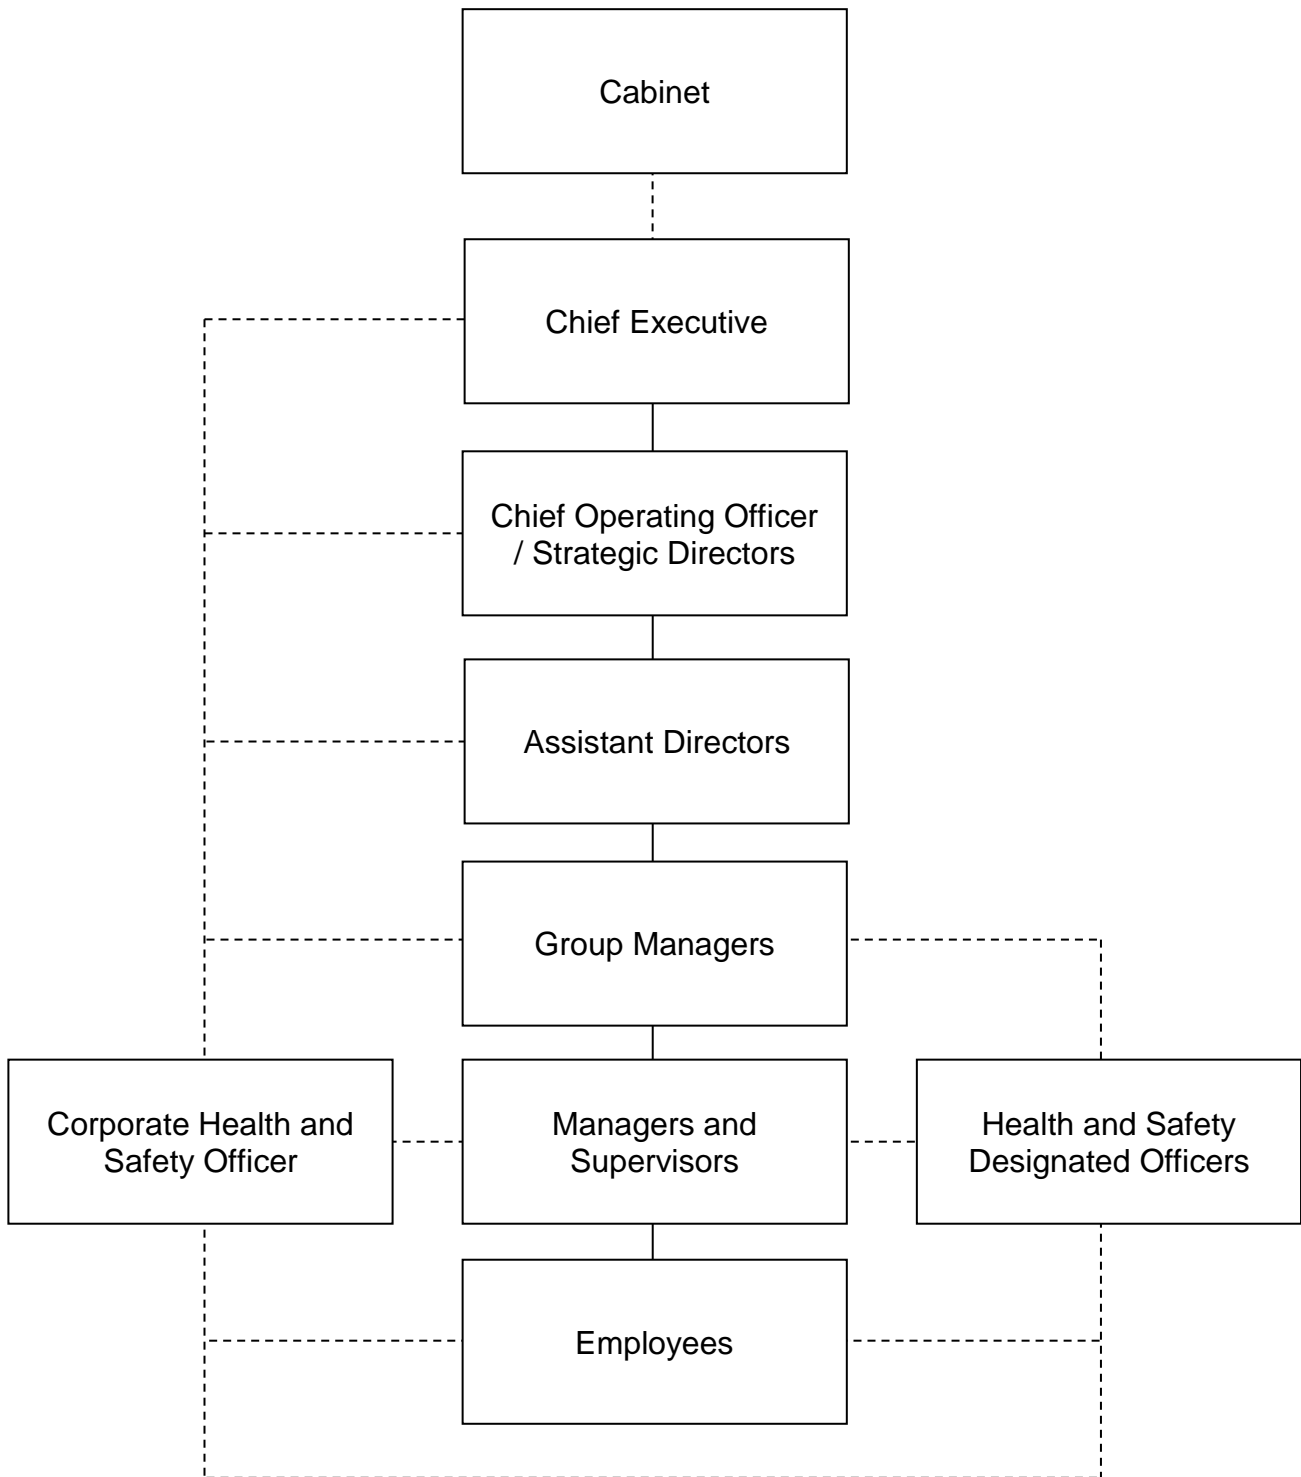 Cabinet
Chief Executive
Chief Operating Officer
/ Strategic Directors
Assistant Directors
Group Managers
Corporate Health and
Safety Officer
Managers and
Supervisors
Health and Safety
Designated Officers
Employees